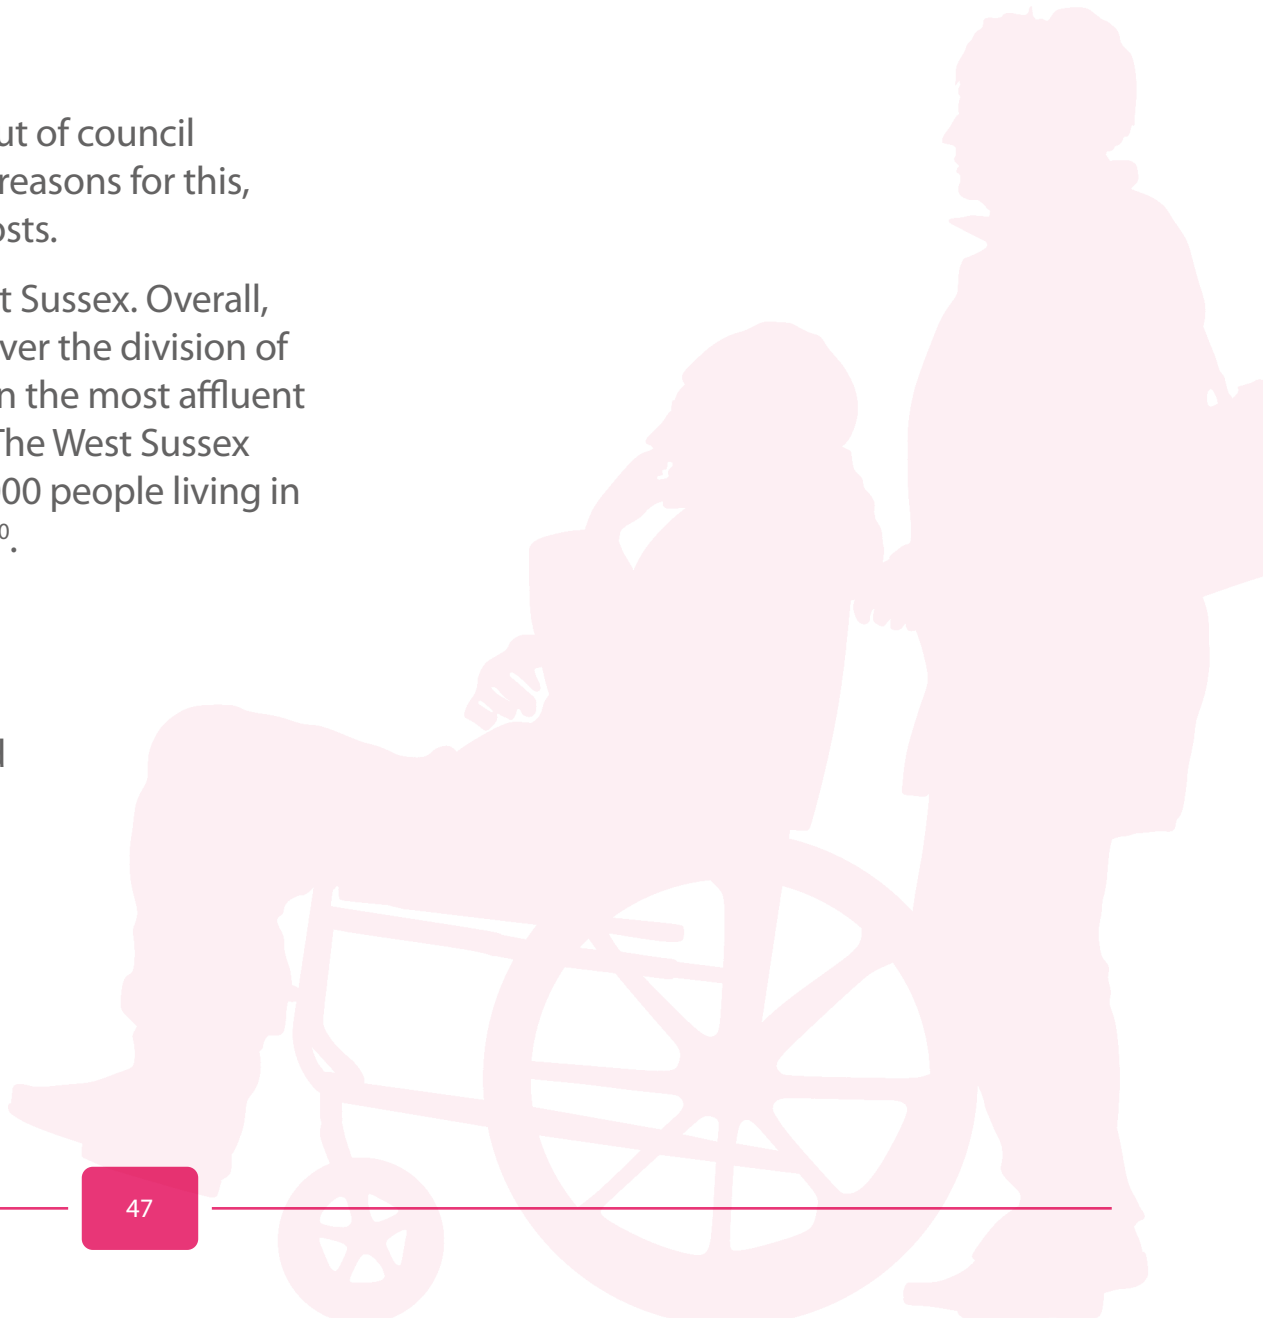 ut of council
reasons for this,
osts.
t Sussex. Overall,
ver the division of
n the most affluent
The West Sussex
000 people living in
0.
d
47